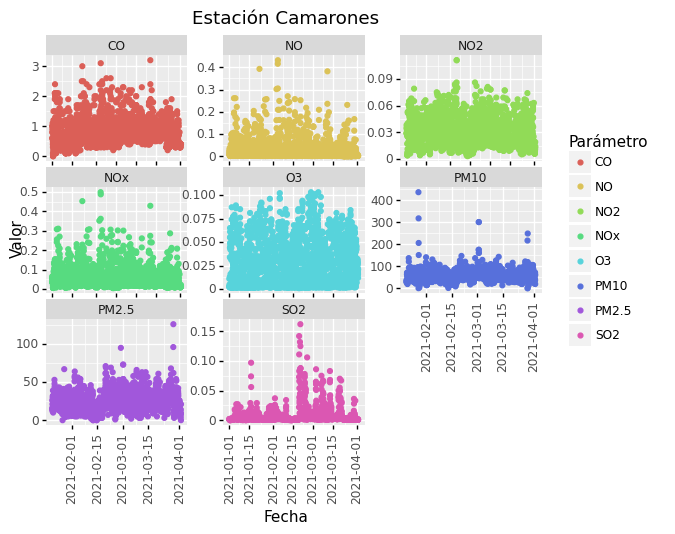 Estación Camarones
CO
NO
NO2
3
2
1
0
0.4
0.3
0.2
0.1
0
0.09
0.06
0.03
0
NOx
O3
PM10
0.5
0.4
0.3
0.2
0.1
0
0.100
0.075
0.050
0.025
400
300
200
100
0
PM2.5
SO2
100
50
0
0.15
0.10
0.05
0
2021-02-01
2021-02-15
2021-03-01
2021-03-15
2021-04-01
2021-01-01
2021-01-15
2021-02-01
2021-02-15
2021-03-01
2021-03-15
2021-04-01
2021-02-01
2021-02-15
2021-03-01
2021-03-15
2021-04-01
Valor
Fecha
Parámetro
CO
NO
NO2
NOx
O3
PM10
PM2.5
SO2